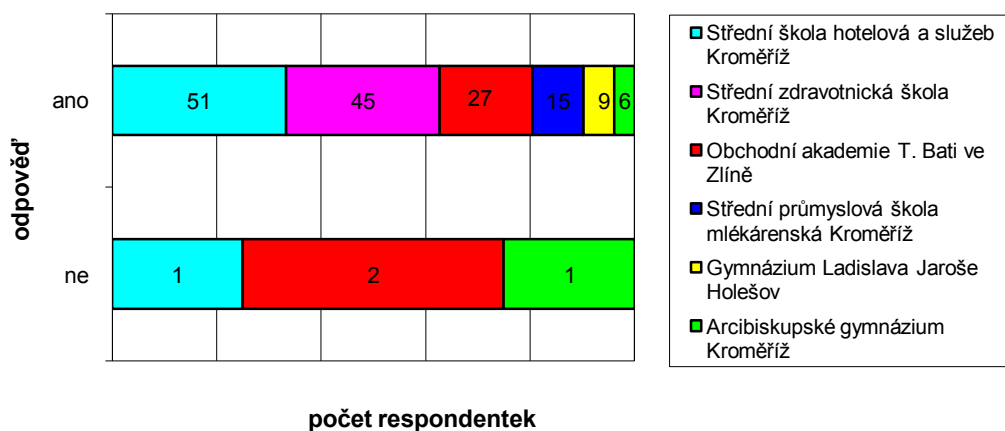 odpověď
ano
51
45
27
15
9
6
ne
1
2
1
počet respondentek
Střední škola hotelová a služeb
Kroměříž
Střední zdravotnická škola
Kroměříž
Obchodní akademie T. Bati ve
Zlíně
Střední průmyslová škola
mlékárenská Kroměříž
Gymnázium Ladislava Jaroše
Holešov
Arcibiskupské gymnázium
Kroměříž